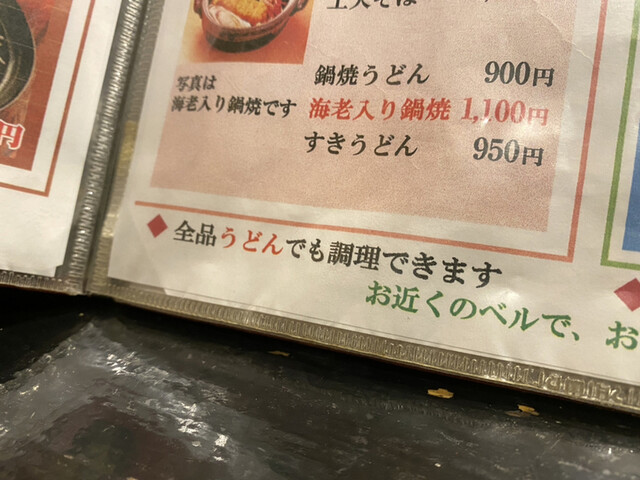 鍋焼うどん 900円
写真は
海老入り鍋焼です
海老入り鍋焼 1,100円
すきうどん 950円
円
◆全品うどんでも調理できます
お近くのベルで、お